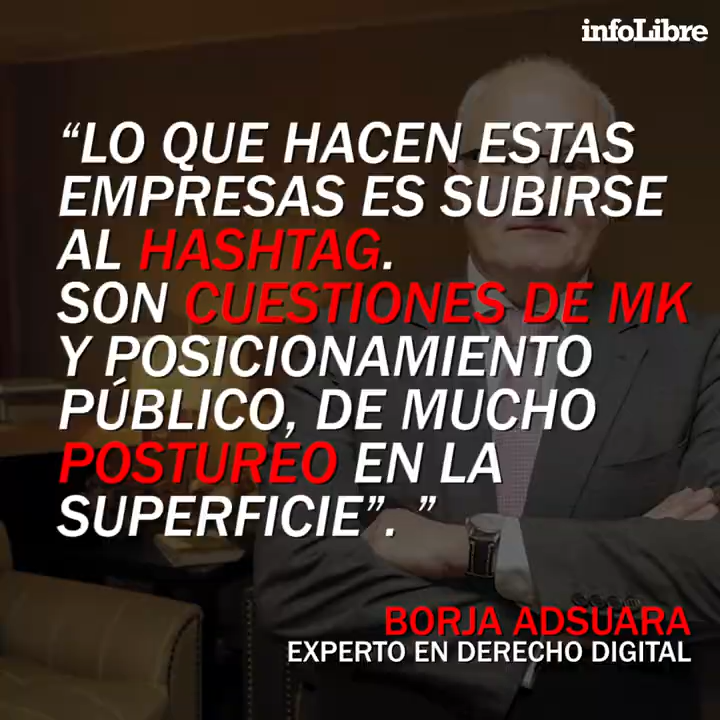 infoLibre
“LO QUE HACEN ESTAS
EMPRESAS ES SUBIRSE
AL HASHTAG.
SON CUESTIONES DE MK
Y POSICIONAMIENTO
PÚBLICO, DE MUCHO
POSTUREO EN LA
SUPERFICIE”. ”
BORJA ADSUARA
EXPERTO EN DERECHO DIGITAL